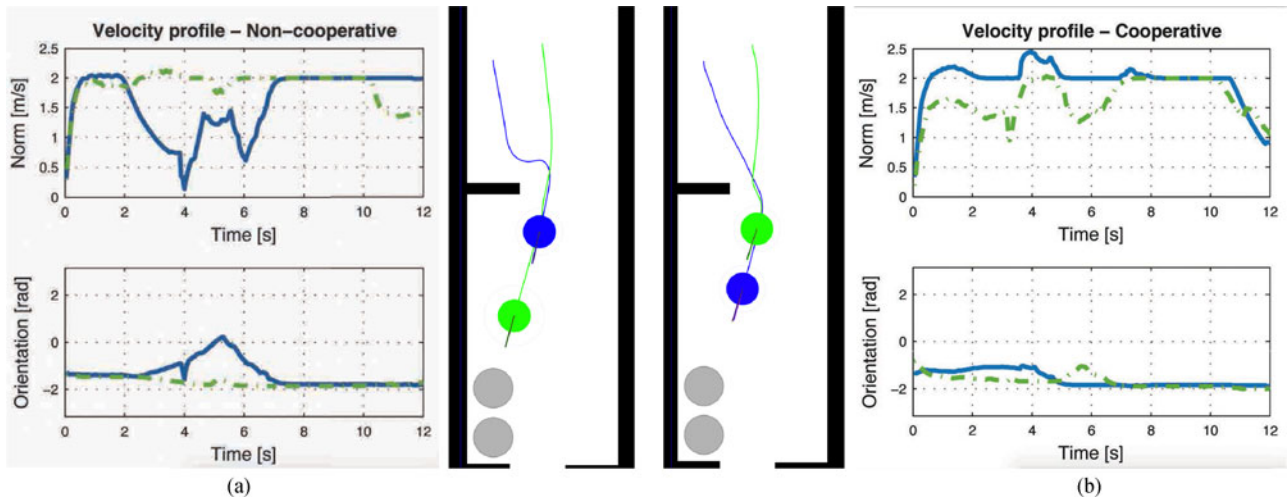 Velocity profile – Non−cooperative
2.5
2
1.5
1
0.5
0
Norm [m/s]
0 2 4 6 8 10 12
Time [s]
2
0
−2
Orientation [rad]
0 2 4 6 8 10 12
Time [s]
(a)
Velocity profile – Cooperative
2.5
2
1.5
1
0.5
0
Norm [m/s]
0 2 4 6 8 10 12
Time [s]
2
0
−2
Orientation [rad]
0 2 4 6 8 10 12
Time [s]
(b)